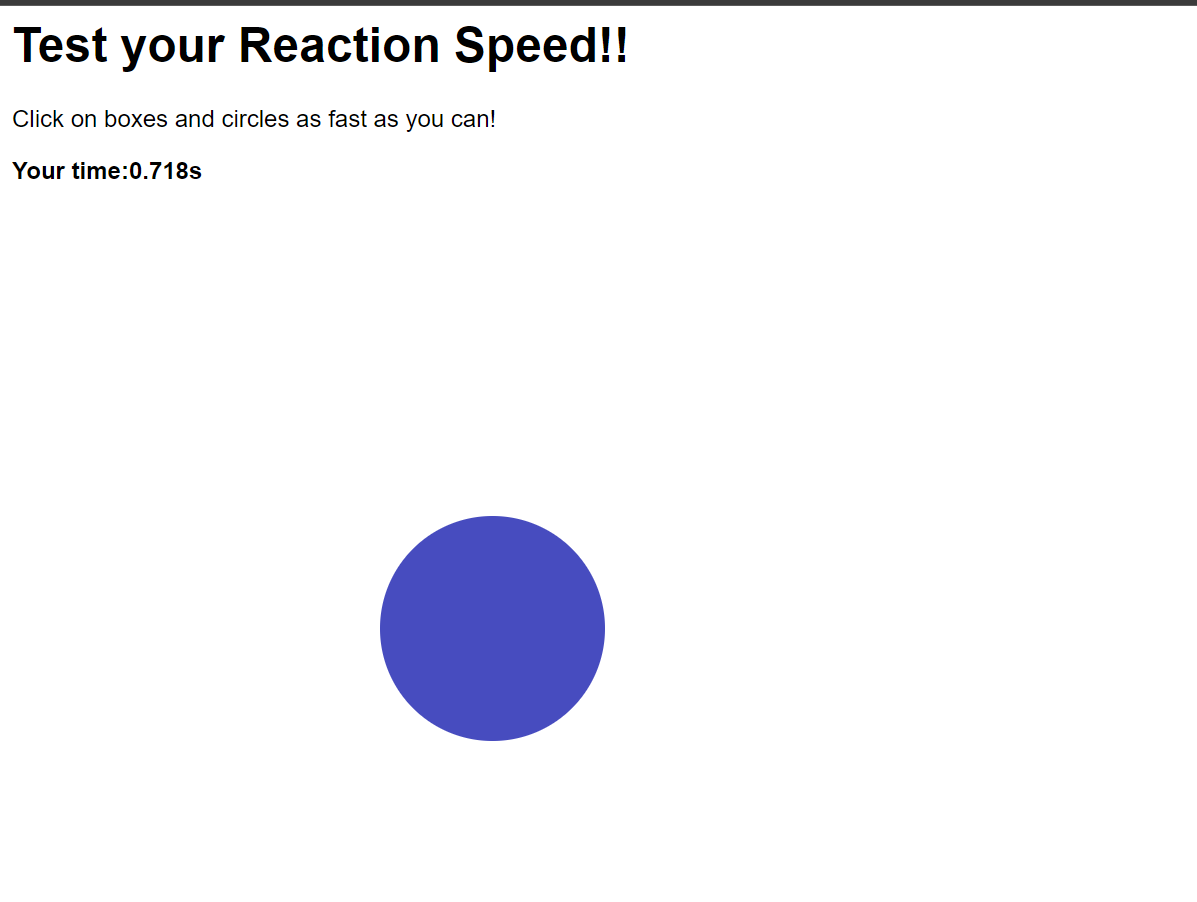 Test your Reaction Speed!!
Click on boxes and circles as fast as you can!
Your time:0.718s